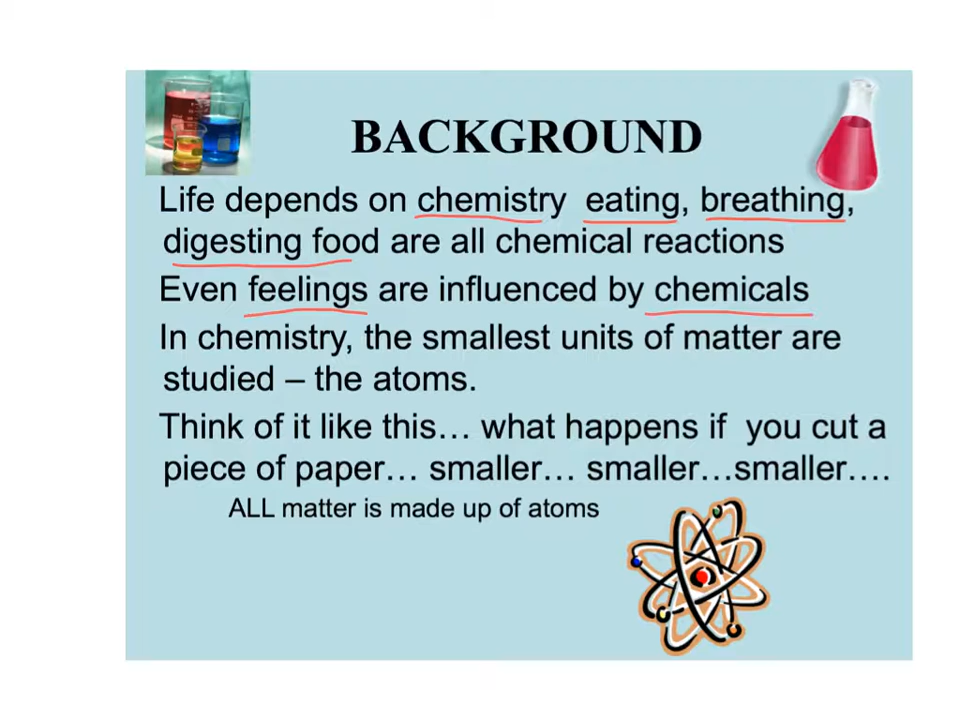 BACKGROUND
Life depends on chemistry eating, breathing,
digesting food are all chemical reactions
Even feelings are influenced by chemicals
In chemistry, the smallest units of matter are
studied – the atoms.
Think of it like this… what happens if you cut a
piece of paper… smaller… smaller…smaller….
ALL matter is made up of atoms